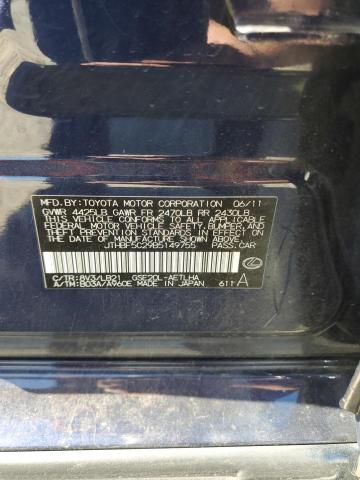 MFD.BY:TOYOTA MOTOR CORPORATION 06/11
GVWR 4425LB GAWR FR 2470LB RR 2430LB
THIS VEHICLE CONFORMS TO ALL APPLICABLE
FEDERAL MOTOR VEHICLE SAFETY, BUMPER, AND
THEFT PREVENTION STANDARDS IN EFFECT ON
THE DATE OF MANUFACTURE SHOWN ABOVE.
JTHBF5C29B5149755 PASS.CAR
C/TR:8V3/LB21 GSE20L-AETLHA
A/TM:B03A/A960E MADE IN JAPAN 611 A